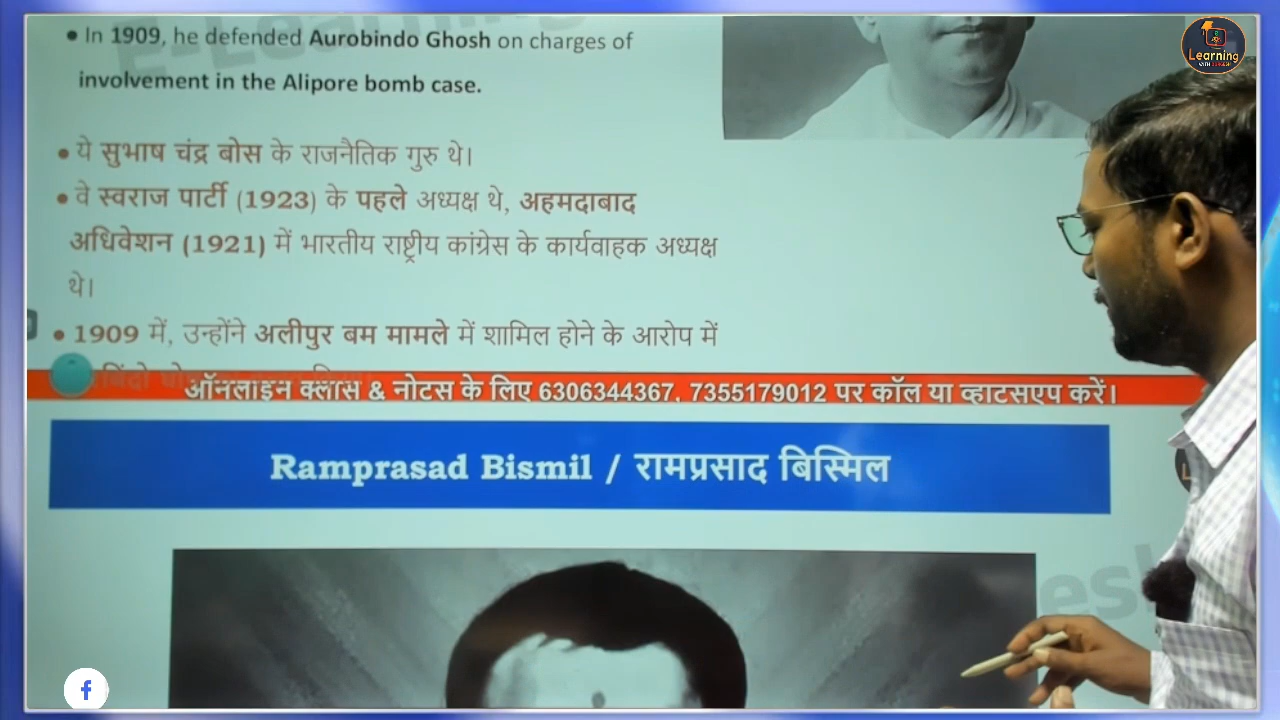 • In 1909, he defended Aurobindo Ghosh on charges of
involvement in the Alipore bomb case.
• ये सुभाष चंद्र बोस के राजनैतिक गुरु थे।
• वे स्वराज पार्टी (1923) के पहले अध्यक्ष थे, अहमदाबाद
अधिवेशन (1921) में भारतीय राष्ट्रीय कांग्रेस के कार्यवाहक अध्यक्ष
थे।
• 1909 में, उन्होंने अलीपुर बम मामले में शामिल होने के आरोप में
ऑनलाइन क्लास & नोटस के लिए 6306344367, 7355179012 पर कॉल या व्हाटसएप करें।
Ramprasad Bismil / रामप्रसाद बिस्मिल
Learning
f